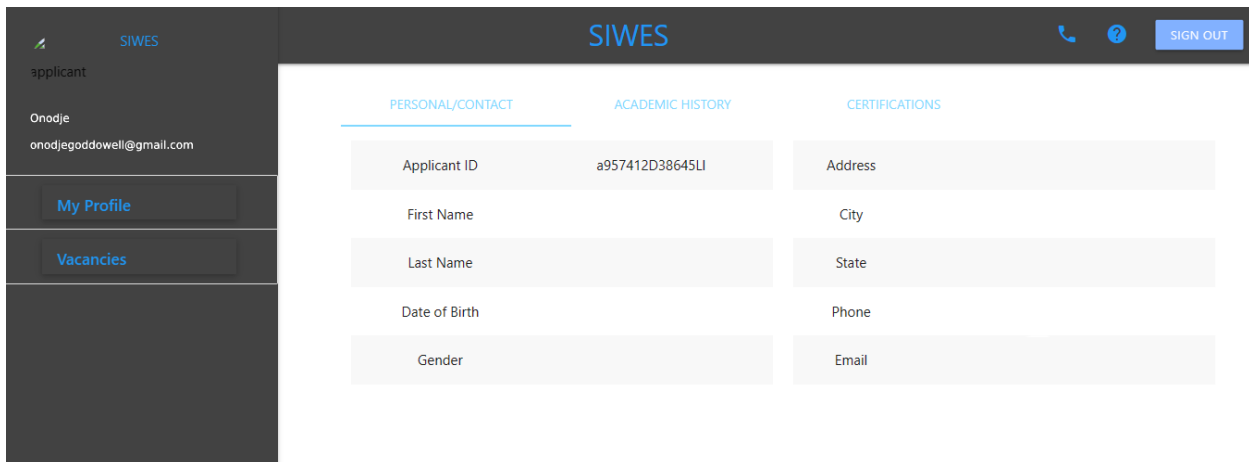 SIWES
applicant
Onodje
onodjegoddowell@gmail.com
My Profile
Vacancies
SIWES
SIGN OUT
PERSONAL/CONTACT ACADEMIC HISTORY CERTIFICATIONS
Applicant ID a957412D38645LI Address
First Name City
Last Name State
Date of Birth Phone
Gender Email